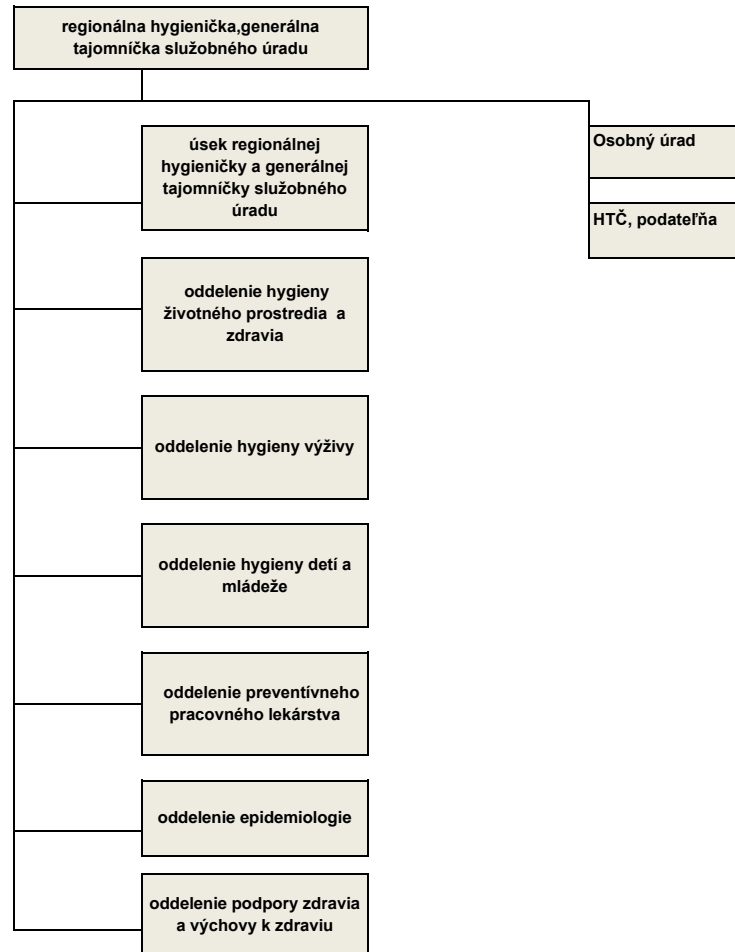 regionálna hygienička,generálna
tajomníčka služobného úradu
úsek regionálnej
hygieničky a generálnej
tajomníčky služobného
úradu
Osobný úrad
HTČ, podateľňa
oddelenie hygieny
životného prostredia a
zdravia
oddelenie hygieny výživy
oddelenie hygieny detí a
mládeže
oddelenie preventívneho
pracovného lekárstva
oddelenie epidemiologie
oddelenie podpory zdravia
a výchovy k zdraviu